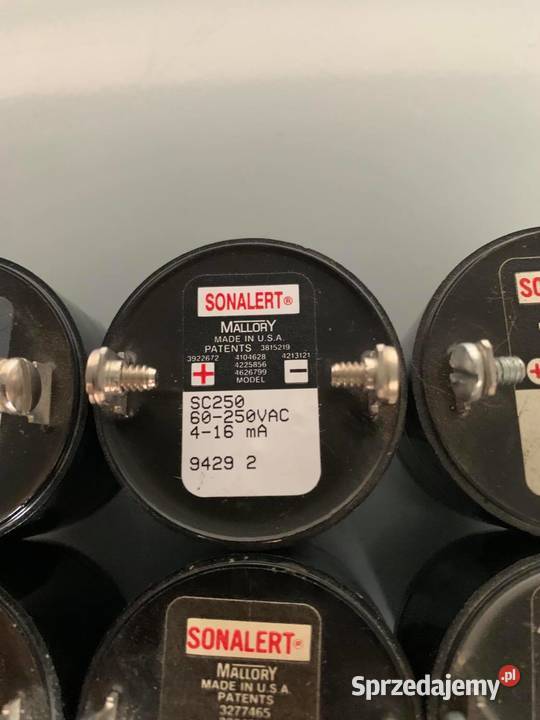 SONALERT®
MALLORY
MADE IN U.S.A.
PATENTS 3815219
3922672 4104628 4213121
4225856
4626799
+ MODEL −
SC250
60-250VAC
4-16 mA
9429 2
SO
+
SONALERT®
MALLORY
MADE IN U.S.A.
PATENTS
3277465
Sprzedajemy.pl